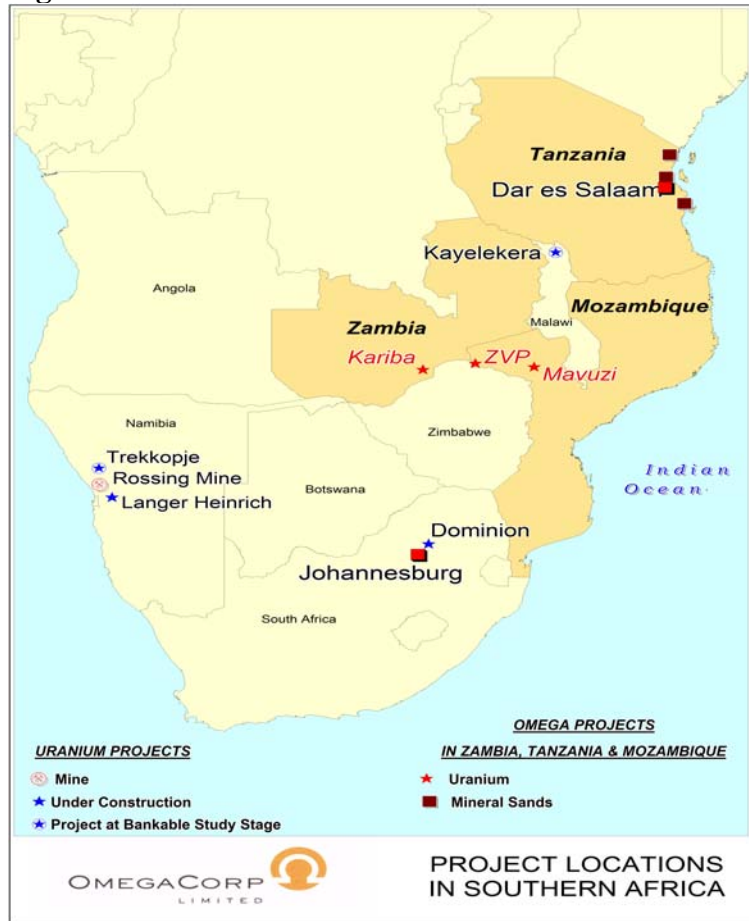 Tanzania
Dar es Salaam
Kayelekera
Mozambique
Angola
Malawi
Zambia
Kariba
ZVP
Mavuzi
Namibia
Zimbabwe
Trekkopje
Rossing Mine
Langer Heinrich
Botswana
Indian
Ocean
Dominion
Johannesburg
South Africa
URANIUM PROJECTS
Mine
Under Construction
Project at Bankable Study Stage
OMEGA PROJECTS
IN ZAMBIA, TANZANIA & MOZAMBIQUE
Uranium
Mineral Sands
OMEGACORP
LIMITED
PROJECT LOCATIONS
IN SOUTHERN AFRICA